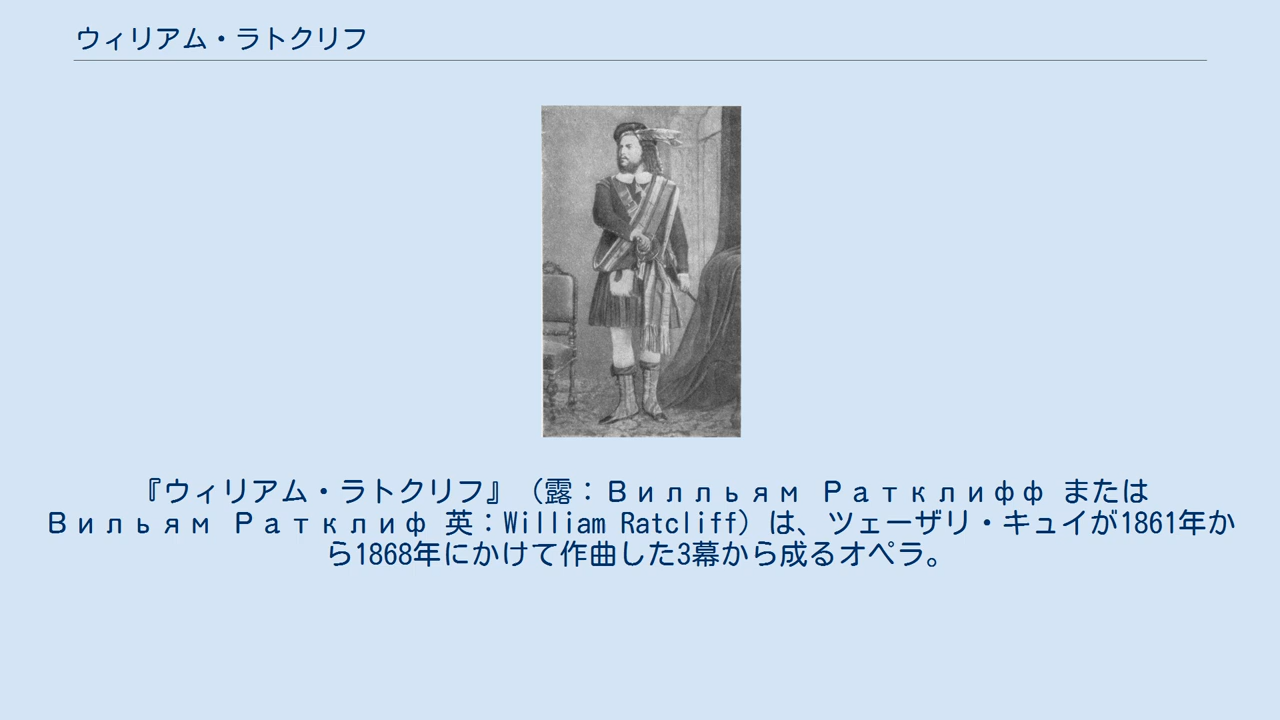 ウィリアム・ラトクリフ
『ウィリアム・ラトクリフ』（露：Вилльям Ратклифф または
Вильям Ратклиф 英：William Ratcliff）は、ツェーザリ・キュイが1861年か
ら1868年にかけて作曲した3幕から成るオペラ。